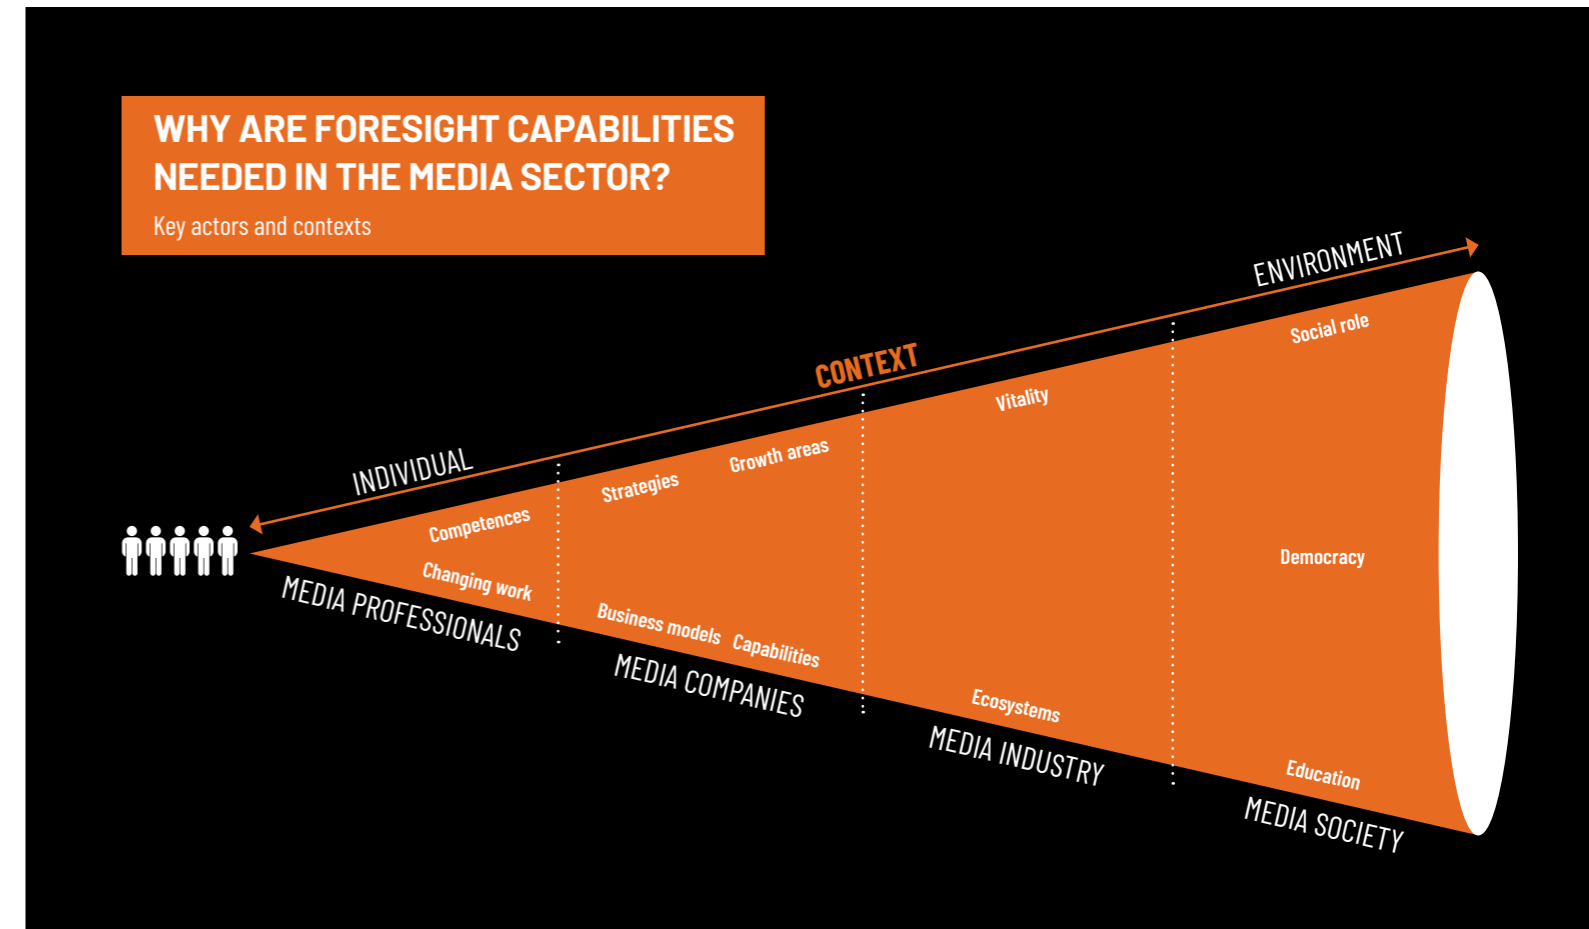 WHY ARE FORESIGHT CAPABILITIES
NEEDED IN THE MEDIA SECTOR?
Key actors and contexts
INDIVIDUAL
CONTEXT
ENVIRONMENT
Competences
Changing work
MEDIA PROFESSIONALS
Strategies
Growth areas
Business models
Capabilities
MEDIA COMPANIES
Vitality
Ecosystems
MEDIA INDUSTRY
Social role
Democracy
Education
MEDIA SOCIETY